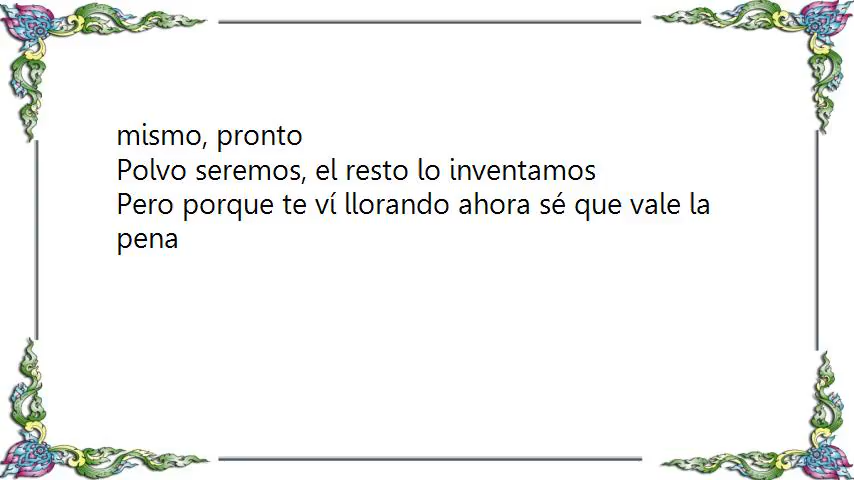 mismo, pronto
Polvo seremos, el resto lo inventamos
Pero porque te ví llorando ahora sé que vale la
pena